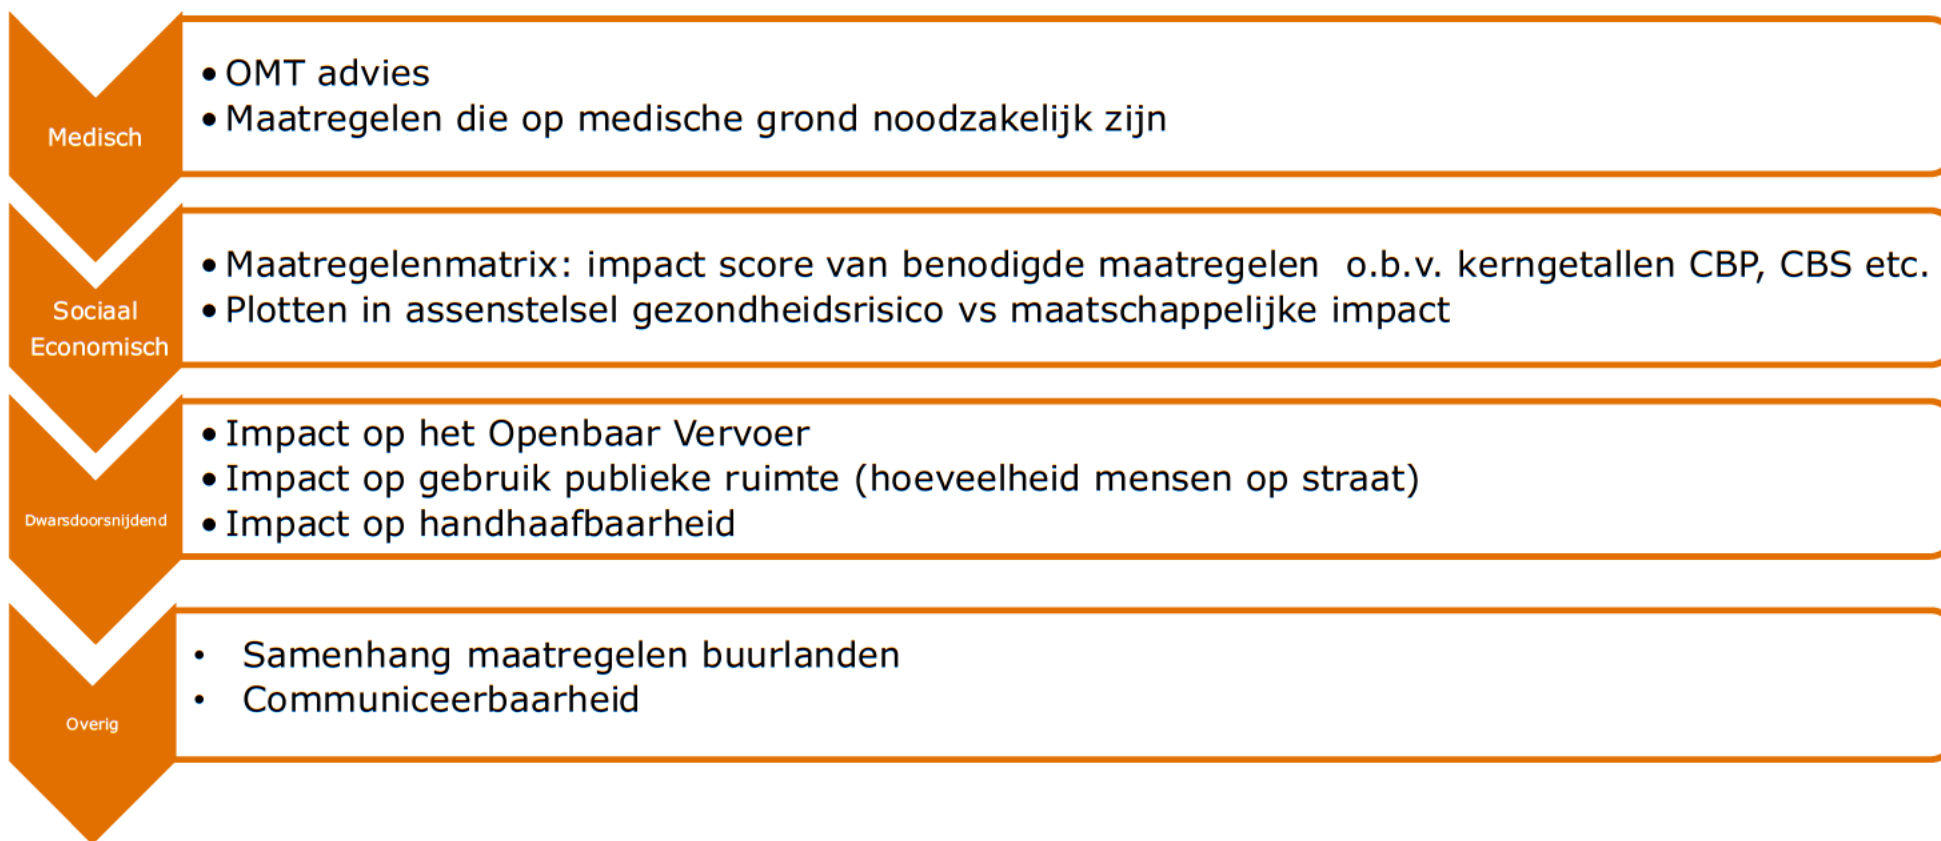 Medisch
• OMT advies
• Maatregelen die op medische grond noodzakelijk zijn
Sociaal
Economisch
• Maatregelenmatrix: impact score van benodigde maatregelen  o.b.v. kerngetallen CBP, CBS etc.
• Plotten in assenstelsel gezondheidsrisico vs maatschappelijke impact
Dwarsdoorsnijdend
• Impact op het Openbaar Vervoer
• Impact op gebruik publieke ruimte (hoeveelheid mensen op straat)
• Impact op handhaafbaarheid
Overig
• Samenhang maatregelen buurlanden
• Communiceerbaarheid